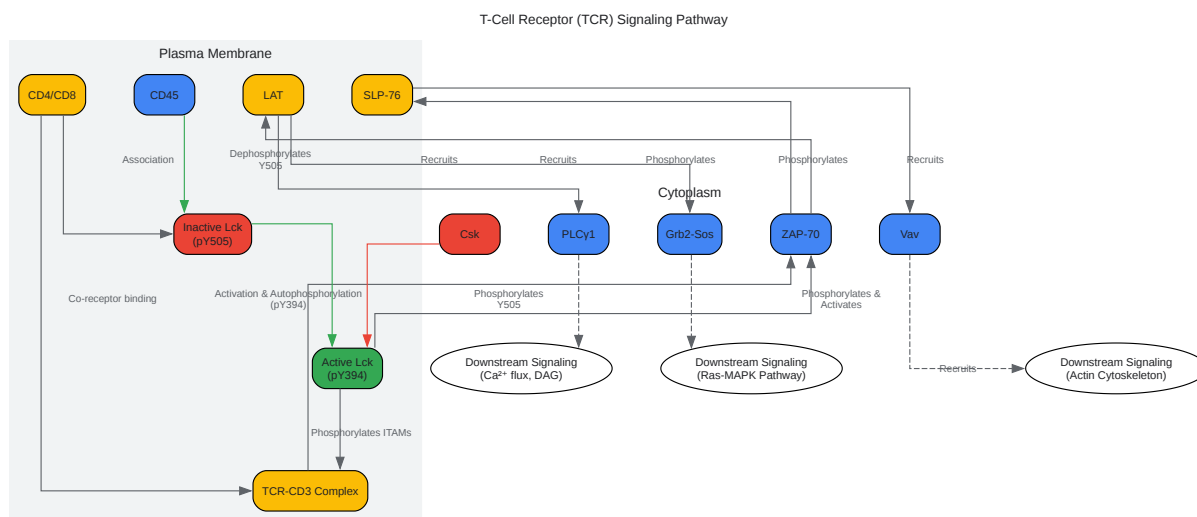 T-Cell Receptor (TCR) Signaling Pathway
Plasma Membrane
CD4/CD8
CD45
LAT
SLP-76
Association
Dephosphorylates
Y505
Recruits
Recruits
Phosphorylates
Phosphorylates
Recruits
Cytoplasm
Inactive Lck
(pY505)
Csk
PLCγ1
Grb2-Sos
ZAP-70
Vav
Co-receptor binding
Activation & Autophosphorylation
(pY394)
Phosphorylates
Y505
Phosphorylates &
Activates
Active Lck
(pY394)
Downstream Signaling
(Ca²⁺ flux, DAG)
Downstream Signaling
(Ras-MAPK Pathway)
Recruits
Downstream Signaling
(Actin Cytoskeleton)
Phosphorylates ITAMs
TCR-CD3 Complex